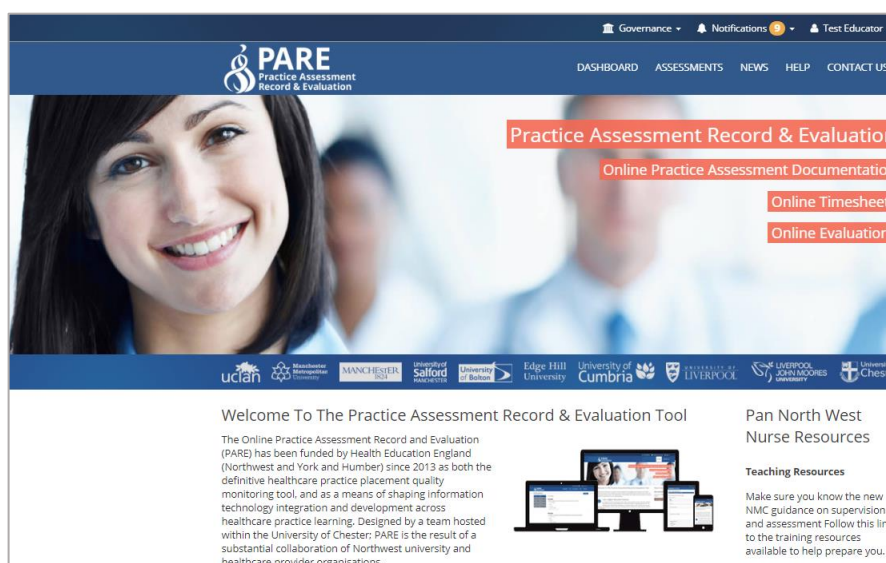 Governance
Notifications 9
Test Educator
PARE
Practice Assessment
Record & Evaluation
DASHBOARD ASSESSMENTS NEWS HELP CONTACT US
Practice Assessment Record & Evaluation
Online Practice Assessment Documentatio
Online Timesheet
Online Evaluation
uclan
Manchester
Metropolitan
University
MANCHESTER
1824
University of
Salford
MANCHESTER
University
of Bolton
Edge Hill
University
University of
Cumbria
UNIVERSITY OF
LIVERPOOL
LIVERPOOL
JOHN MOORES
UNIVERSITY
Universi
Chest
Welcome To The Practice Assessment Record & Evaluation Tool
The Online Practice Assessment Record and Evaluation
(PARE) has been funded by Health Education England
(Northwest and York and Humber) since 2013 as both the
definitive healthcare practice placement quality
monitoring tool, and as a means of shaping information
technology integration and development across
healthcare practice learning. Designed by a team hosted
within the University of Chester; PARE is the result of a
substantial collaboration of Northwest university and
healthcare provider organisations.
Pan North West
Nurse Resources
Teaching Resources
Make sure you know the new
NMC guidance on supervision
and assessment Follow this lin
to the training resources
available to help prepare you.